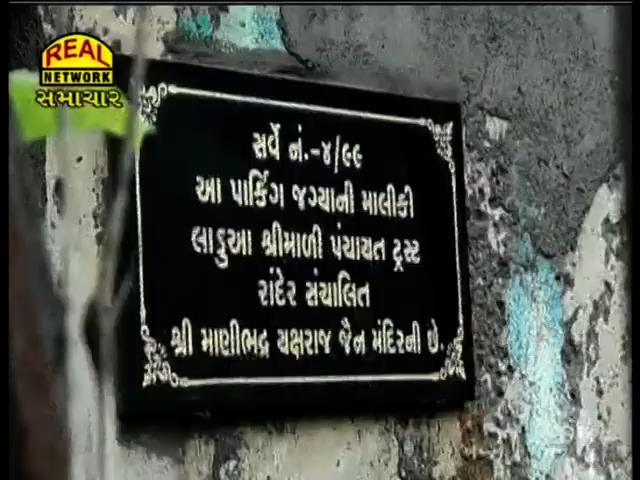 REAL
NETWORK
સમાચાર
સર્વે નં.-૪/૯૯
આ પાર્કિંગ જગ્યાની માલીકી
લાડુઆ શ્રીમાળી પંચાયત ટ્રસ્ટ
રાંદેર સંચાલિત
શ્રી માણીભદ્ર યક્ષરાજ જૈન મંદિરની છે.